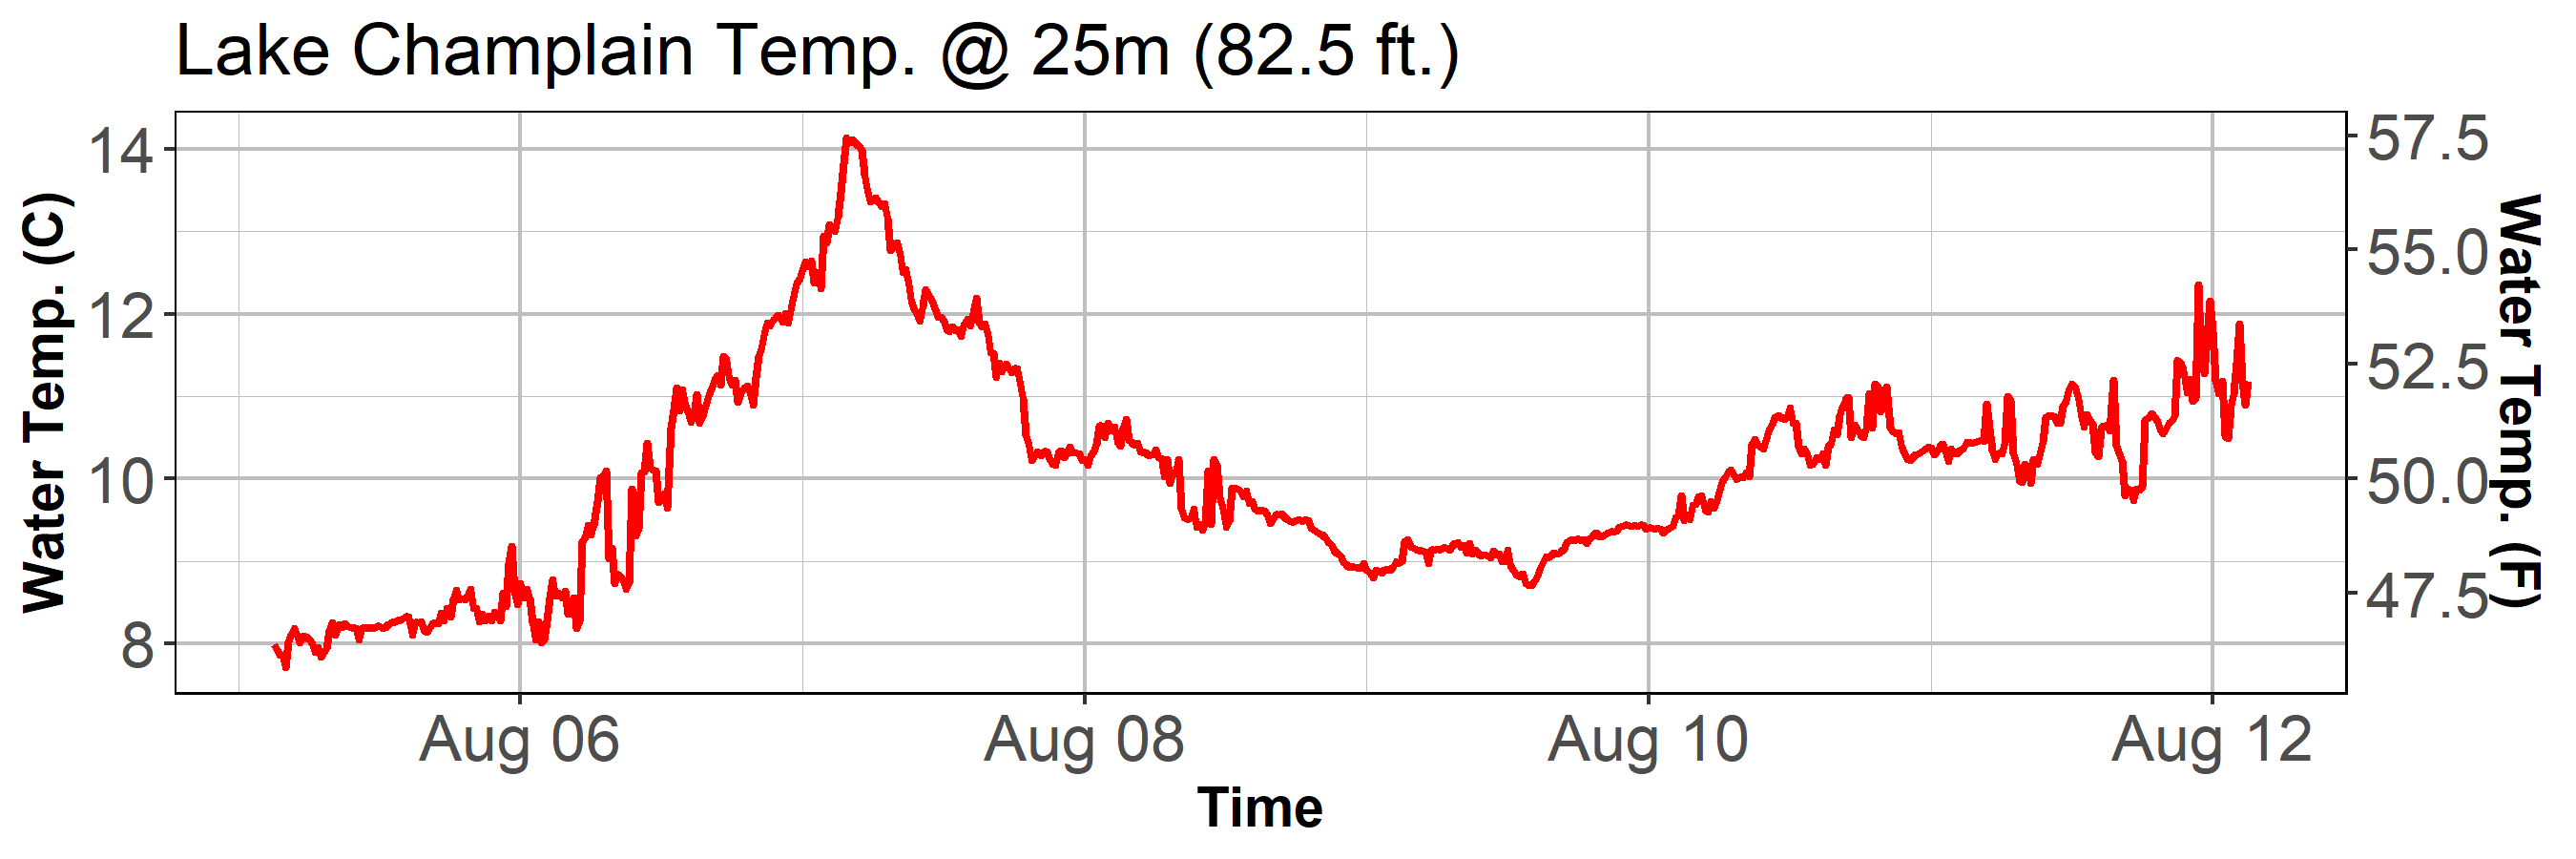 Lake Champlain Temp. @ 25m (82.5 ft.)
Water Temp. (C)
14
12
10
8
57.5
55.0
52.5
50.0
47.5
Water Temp. (F)
Aug 06
Aug 08
Aug 10
Aug 12
Time